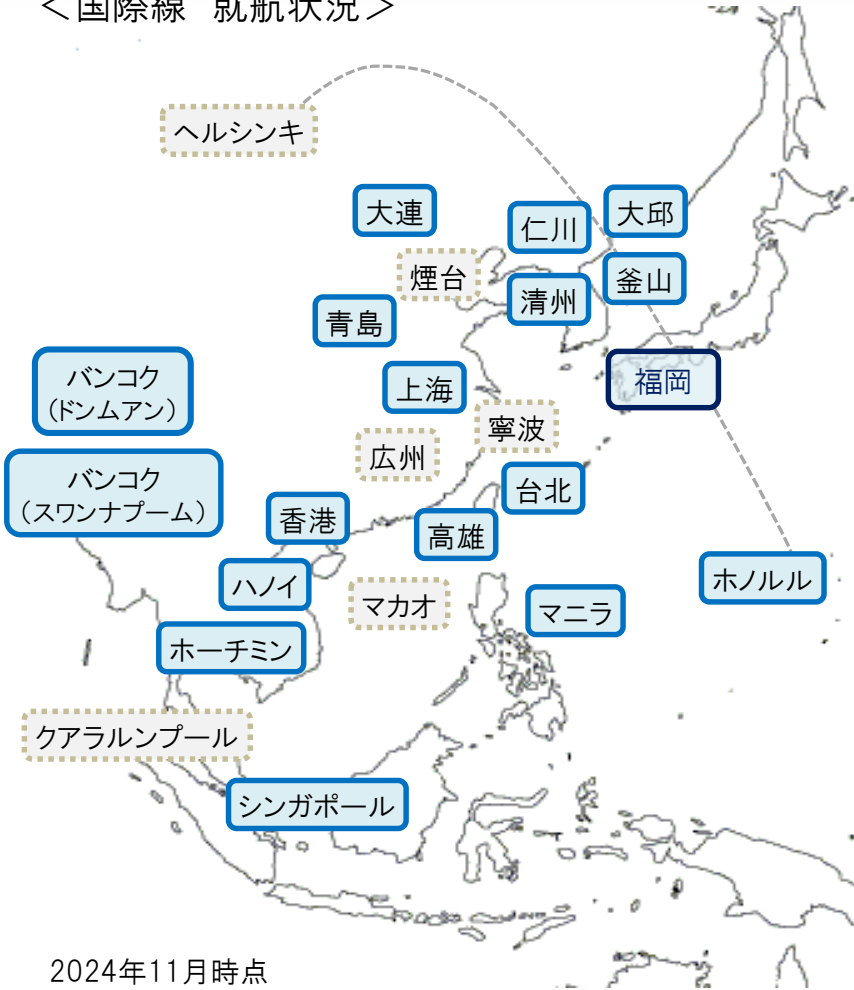 ＜国際線 就航状況＞
ヘルシンキ
大連
仁川
大邱
煙台
清州
釜山
青島
バンコク
（ドンムアン）
上海
福岡
寧波
広州
バンコク
（スワンナプーム）
台北
香港
高雄
ハノイ
マカオ
マニラ
ホノルル
ホーチミン
クアラルンプール
シンガポール
2024年11月時点